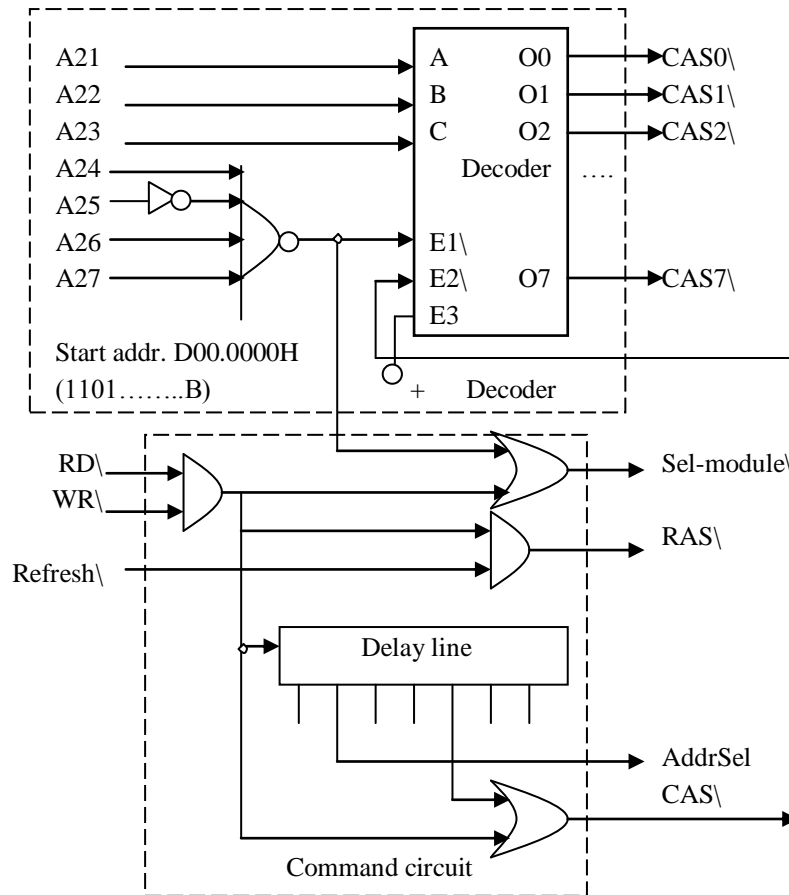 A21 A O0 CAS0\
A22 B O1 CAS1\
A23 C O2 CAS2\
A24 Decoder ....
A25
A26 E1\
A27 E2\ O7 CAS7\
E3
Start addr. D00.0000H
(1101……..B) + Decoder
RD\ Sel-module\
WR\
RAS\
Refresh\
Delay line
AddrSel
CAS\
Command circuit